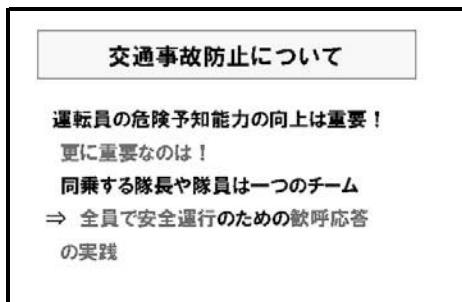 交通事故防止について
運転員の危険予知能力の向上は重要！
更に重要なのは！
同乗する隊長や隊員は一つのチーム
⇒ 全員で安全運行のための歓呼応答
の実践